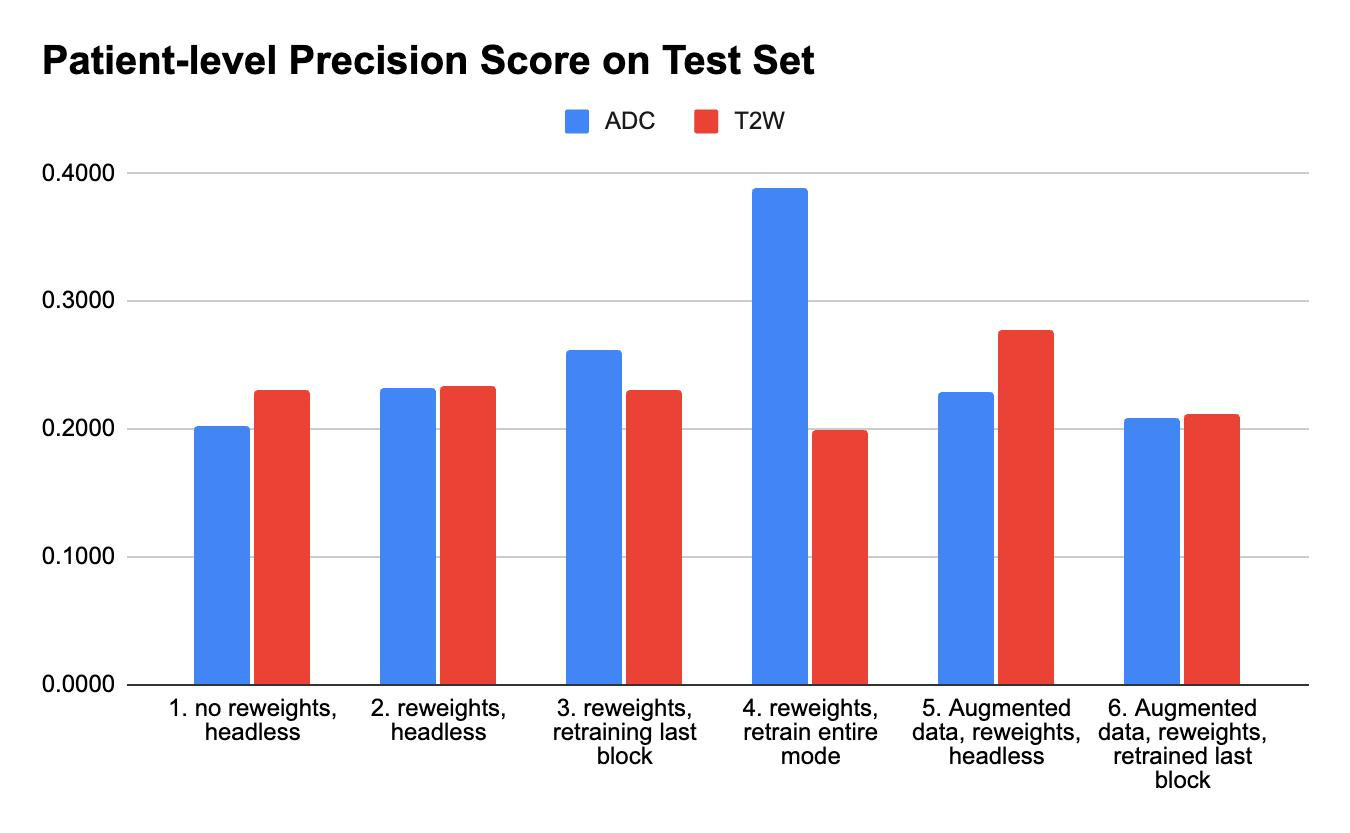 Patient-level Precision Score on Test Set
ADC
T2W
0.4000
0.3000
0.2000
0.1000
0.0000
1. no reweights,
headless
2. reweights,
headless
3. reweights,
retraining last
block
4. reweights,
retrain entire
mode
5. Augmented
data, reweights,
headless
6. Augmented
data, reweights,
retrained last
block